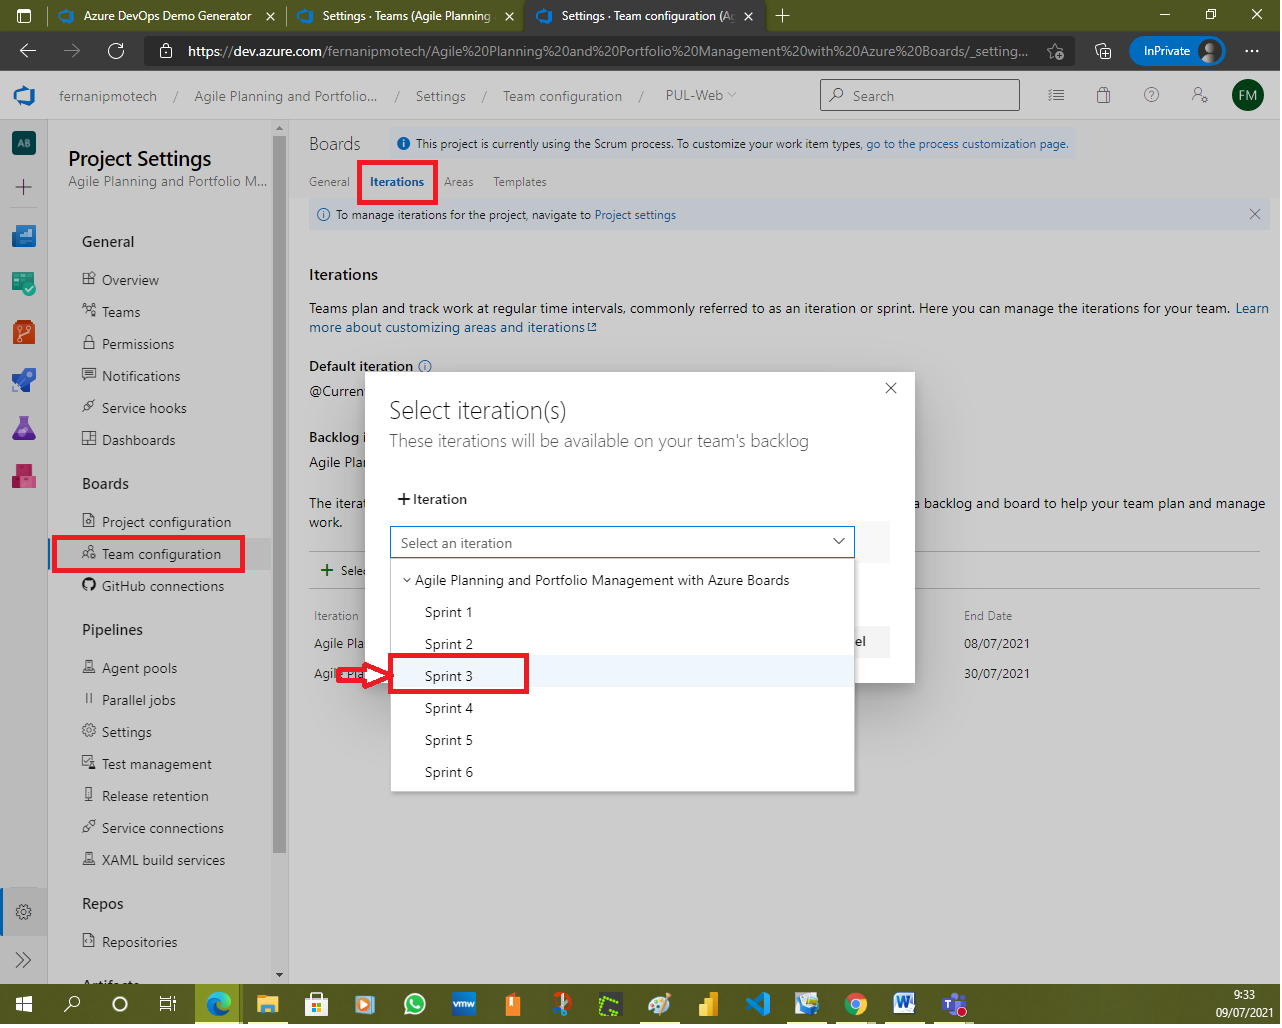 Azure DevOps Demo Generator
Settings · Teams (Agile Planning
Settings · Team configuration (Ag
https://dev.azure.com/fernanipmotech/Agile%20Planning%20and%20Portfolio%20Management%20with%20Azure%20Boards/_setting...
InPrivate
fernanipmotech / Agile Planning and Portfolio... / Settings / Team configuration / PUL-Web
Search
FM
AB
Project Settings
Agile Planning and Portfolio M...
General
Overview
Teams
Permissions
Notifications
Service hooks
Dashboards
Boards
Project configuration
Team configuration
GitHub connections
Pipelines
Agent pools
Parallel jobs
Settings
Test management
Release retention
Service connections
XAML build services
Repos
Repositories
Artifacts
Boards
This project is currently using the Scrum process. To customize your work item types, go to the process customization page.
General Iterations Areas Templates
To manage iterations for the project, navigate to Project settings
Iterations
Teams plan and track work at regular time intervals, commonly referred to as an iteration or sprint. Here you can manage the iterations for your team. Learn
more about customizing areas and iterations
Default iteration
@Curren
Backlog i
Agile Plan
The iterat
a backlog and board to help your team plan and manage
work.
+ Selec
Iteration
End Date
Agile Pla
08/07/2021
Agile Pla
30/07/2021
Select iteration(s)
These iterations will be available on your team's backlog
+ Iteration
Select an iteration
Agile Planning and Portfolio Management with Azure Boards
Sprint 1
Sprint 2
Sprint 3
Sprint 4
Sprint 5
Sprint 6
el
vmw
9:33
09/07/2021